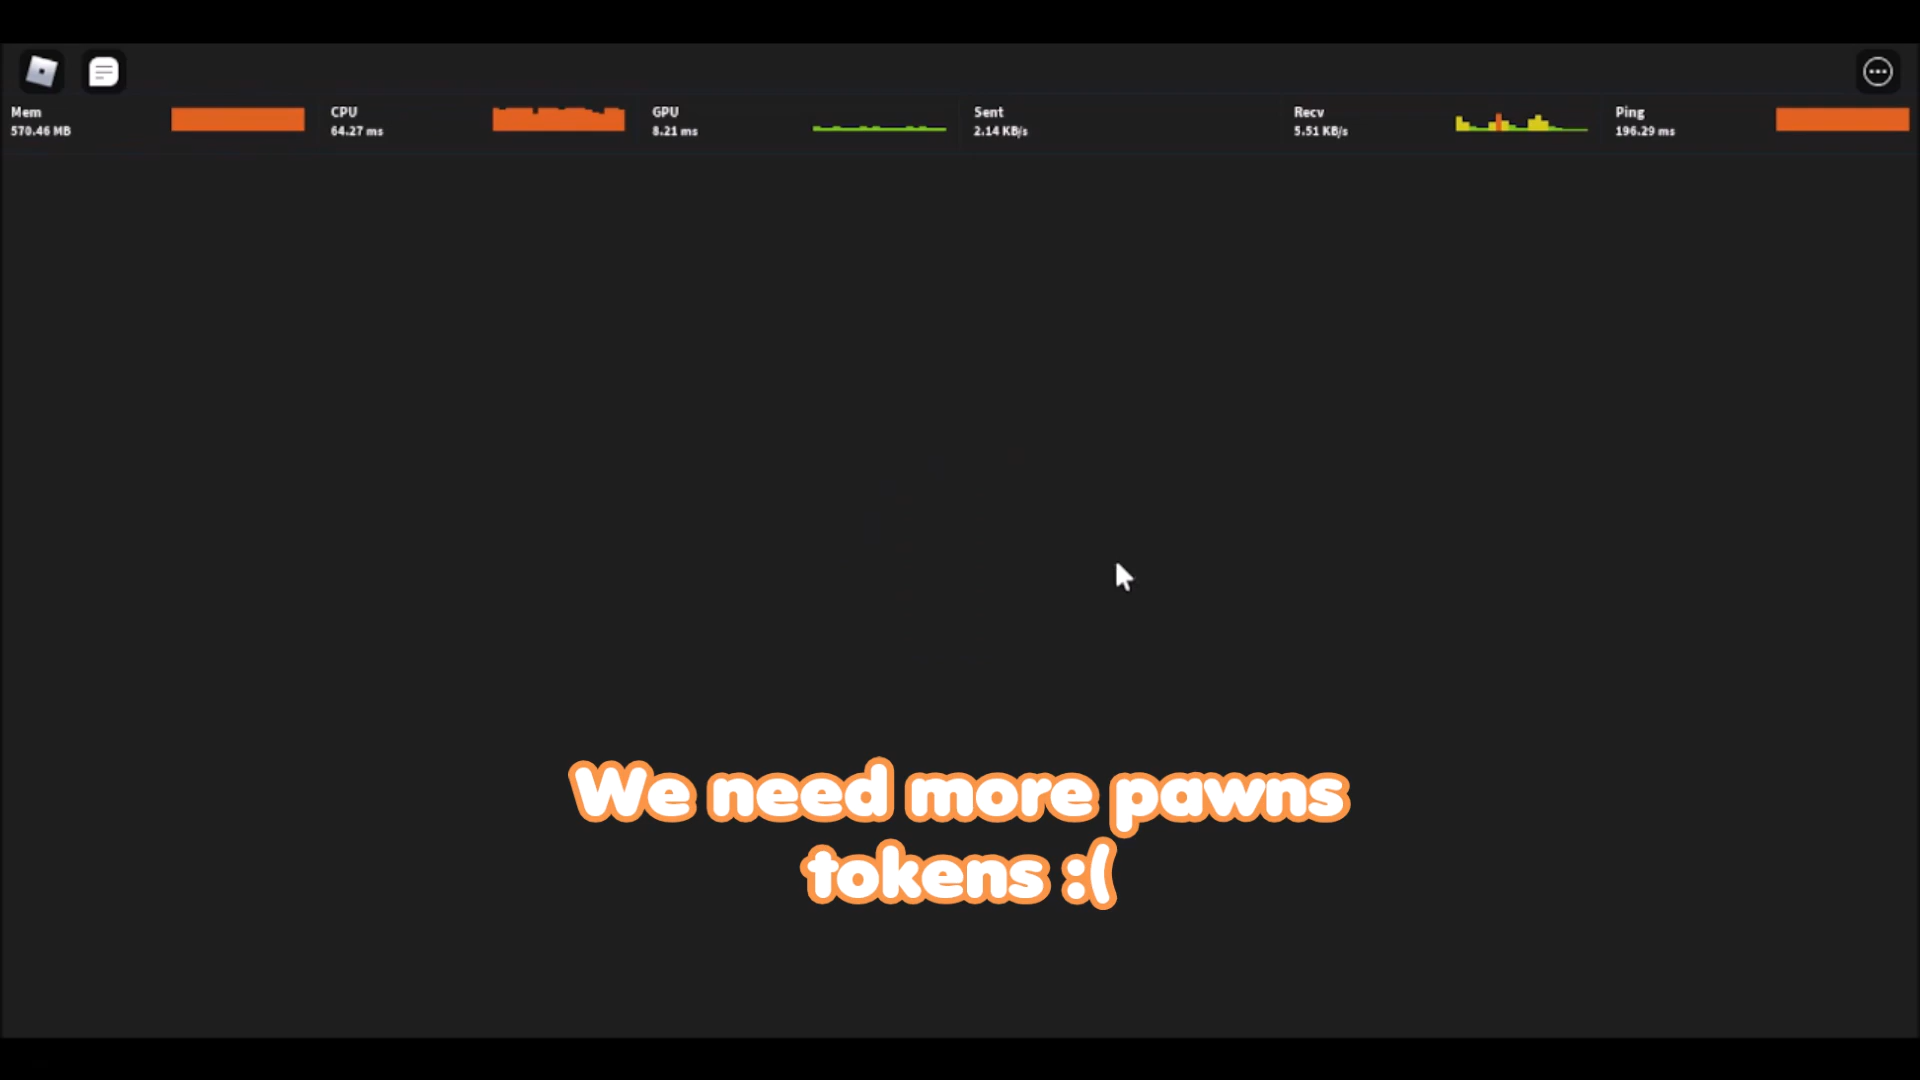 Mem CPU GPU Sent Recv Ping
570.46 MB 64.27 ms 8.21 ms 2.14 KB/s 5.51 KB/s 196.29 ms
We need more pawns
tokens :(